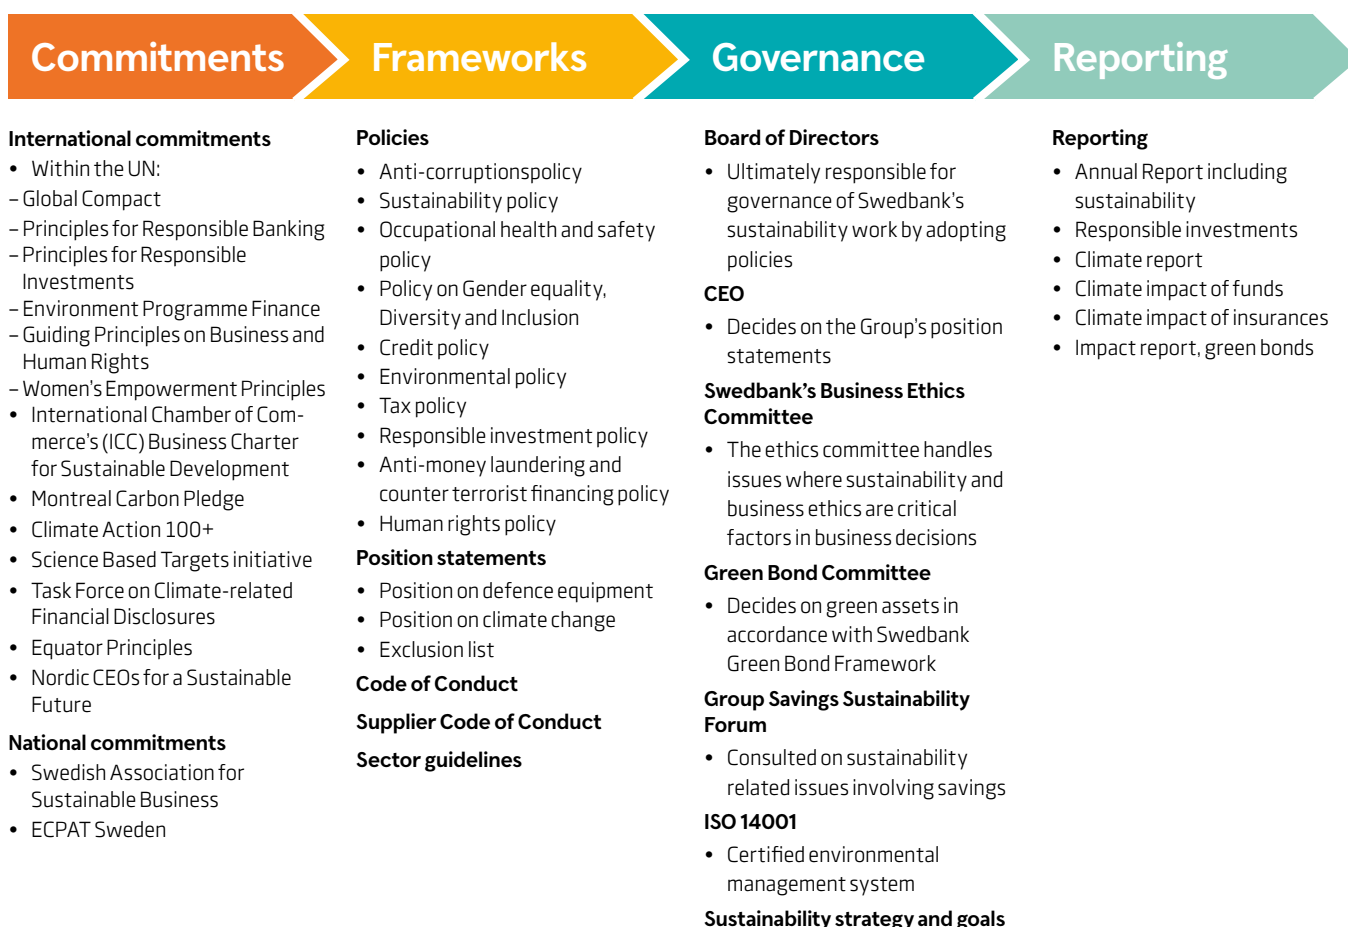 Commitments
Frameworks
Governance
Reporting
International commitments
• Within the UN:
– Global Compact
– Principles for Responsible Banking
– Principles for Responsible
Investments
– Environment Programme Finance
– Guiding Principles on Business and
Human Rights
– Women's Empowerment Principles
• International Chamber of Com-
merce's (ICC) Business Charter
for Sustainable Development
• Montreal Carbon Pledge
• Climate Action 100+
• Science Based Targets initiative
• Task Force on Climate-related
Financial Disclosures
• Equator Principles
• Nordic CEOs for a Sustainable
Future
National commitments
• Swedish Association for
Sustainable Business
• ECPAT Sweden
Policies
• Anti-corruptionspolicy
• Sustainability policy
• Occupational health and safety
policy
• Policy on Gender equality,
Diversity and Inclusion
• Credit policy
• Environmental policy
• Tax policy
• Responsible investment policy
• Anti-money laundering and
counter terrorist financing policy
• Human rights policy
Position statements
• Position on defence equipment
• Position on climate change
• Exclusion list
Code of Conduct
Supplier Code of Conduct
Sector guidelines
Board of Directors
• Ultimately responsible for
governance of Swedbank's
sustainability work by adopting
policies
CEO
• Decides on the Group's position
statements
Swedbank's Business Ethics
Committee
• The ethics committee handles
issues where sustainability and
business ethics are critical
factors in business decisions
Green Bond Committee
• Decides on green assets in
accordance with Swedbank
Green Bond Framework
Group Savings Sustainability
Forum
• Consulted on sustainability
related issues involving savings
ISO 14001
• Certified environmental
management system
Sustainability strategy and goals
Reporting
• Annual Report including
sustainability
• Responsible investments
• Climate report
• Climate impact of funds
• Climate impact of insurances
• Impact report, green bonds